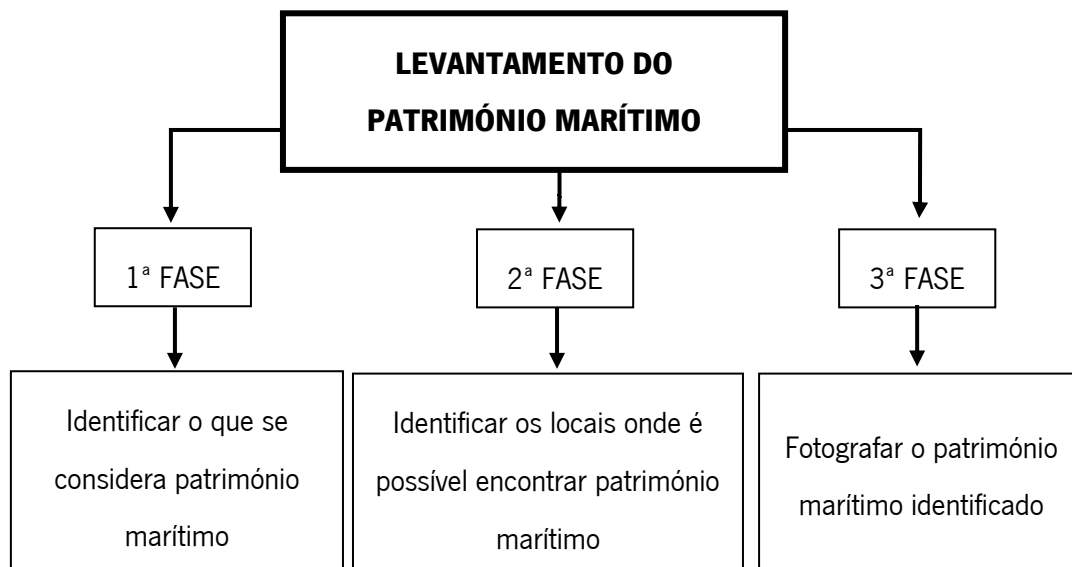 LEVANTAMENTO DO
PATRIMÓNIO MARÍTIMO
1ª FASE
2ª FASE
3ª FASE
Identificar o que se
considera património
marítimo
Identificar os locais onde é
possível encontrar património
marítimo
Fotografar o património
marítimo identificado